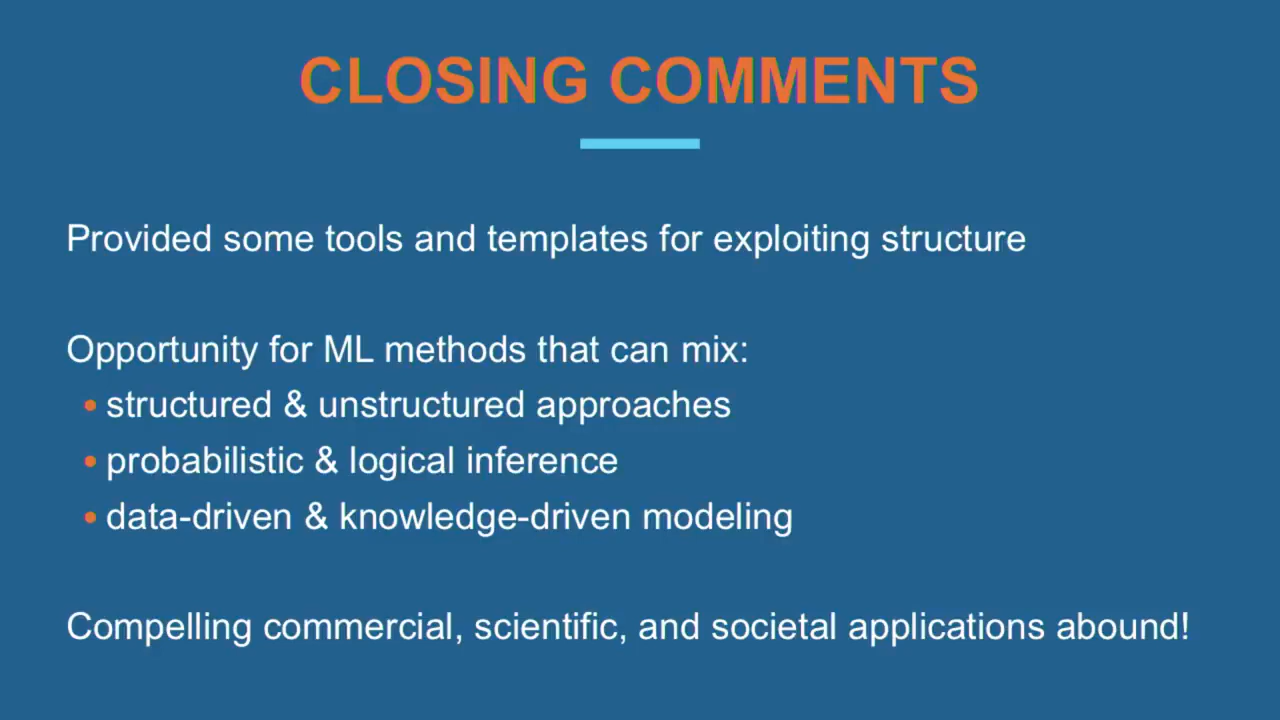 CLOSING COMMENTS
Provided some tools and templates for exploiting structure
Opportunity for ML methods that can mix:
• structured & unstructured approaches
• probabilistic & logical inference
• data-driven & knowledge-driven modeling
Compelling commercial, scientific, and societal applications abound!